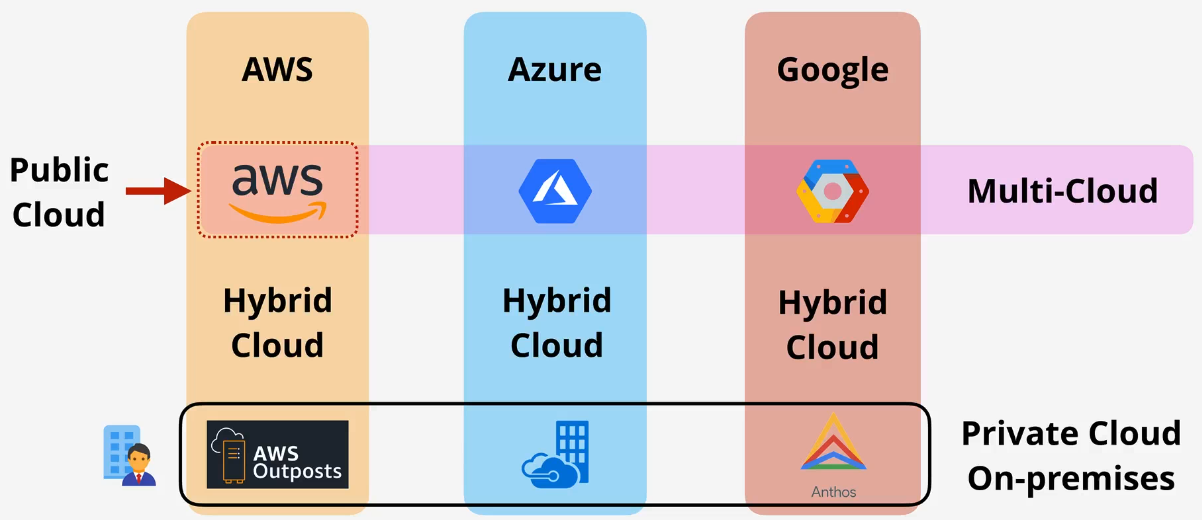 AWS
Azure
Google
Public
Cloud
aws
Multi-Cloud
Hybrid
Cloud
Hybrid
Cloud
Hybrid
Cloud
AWS
Outposts
Anthos
Private Cloud
On-premises